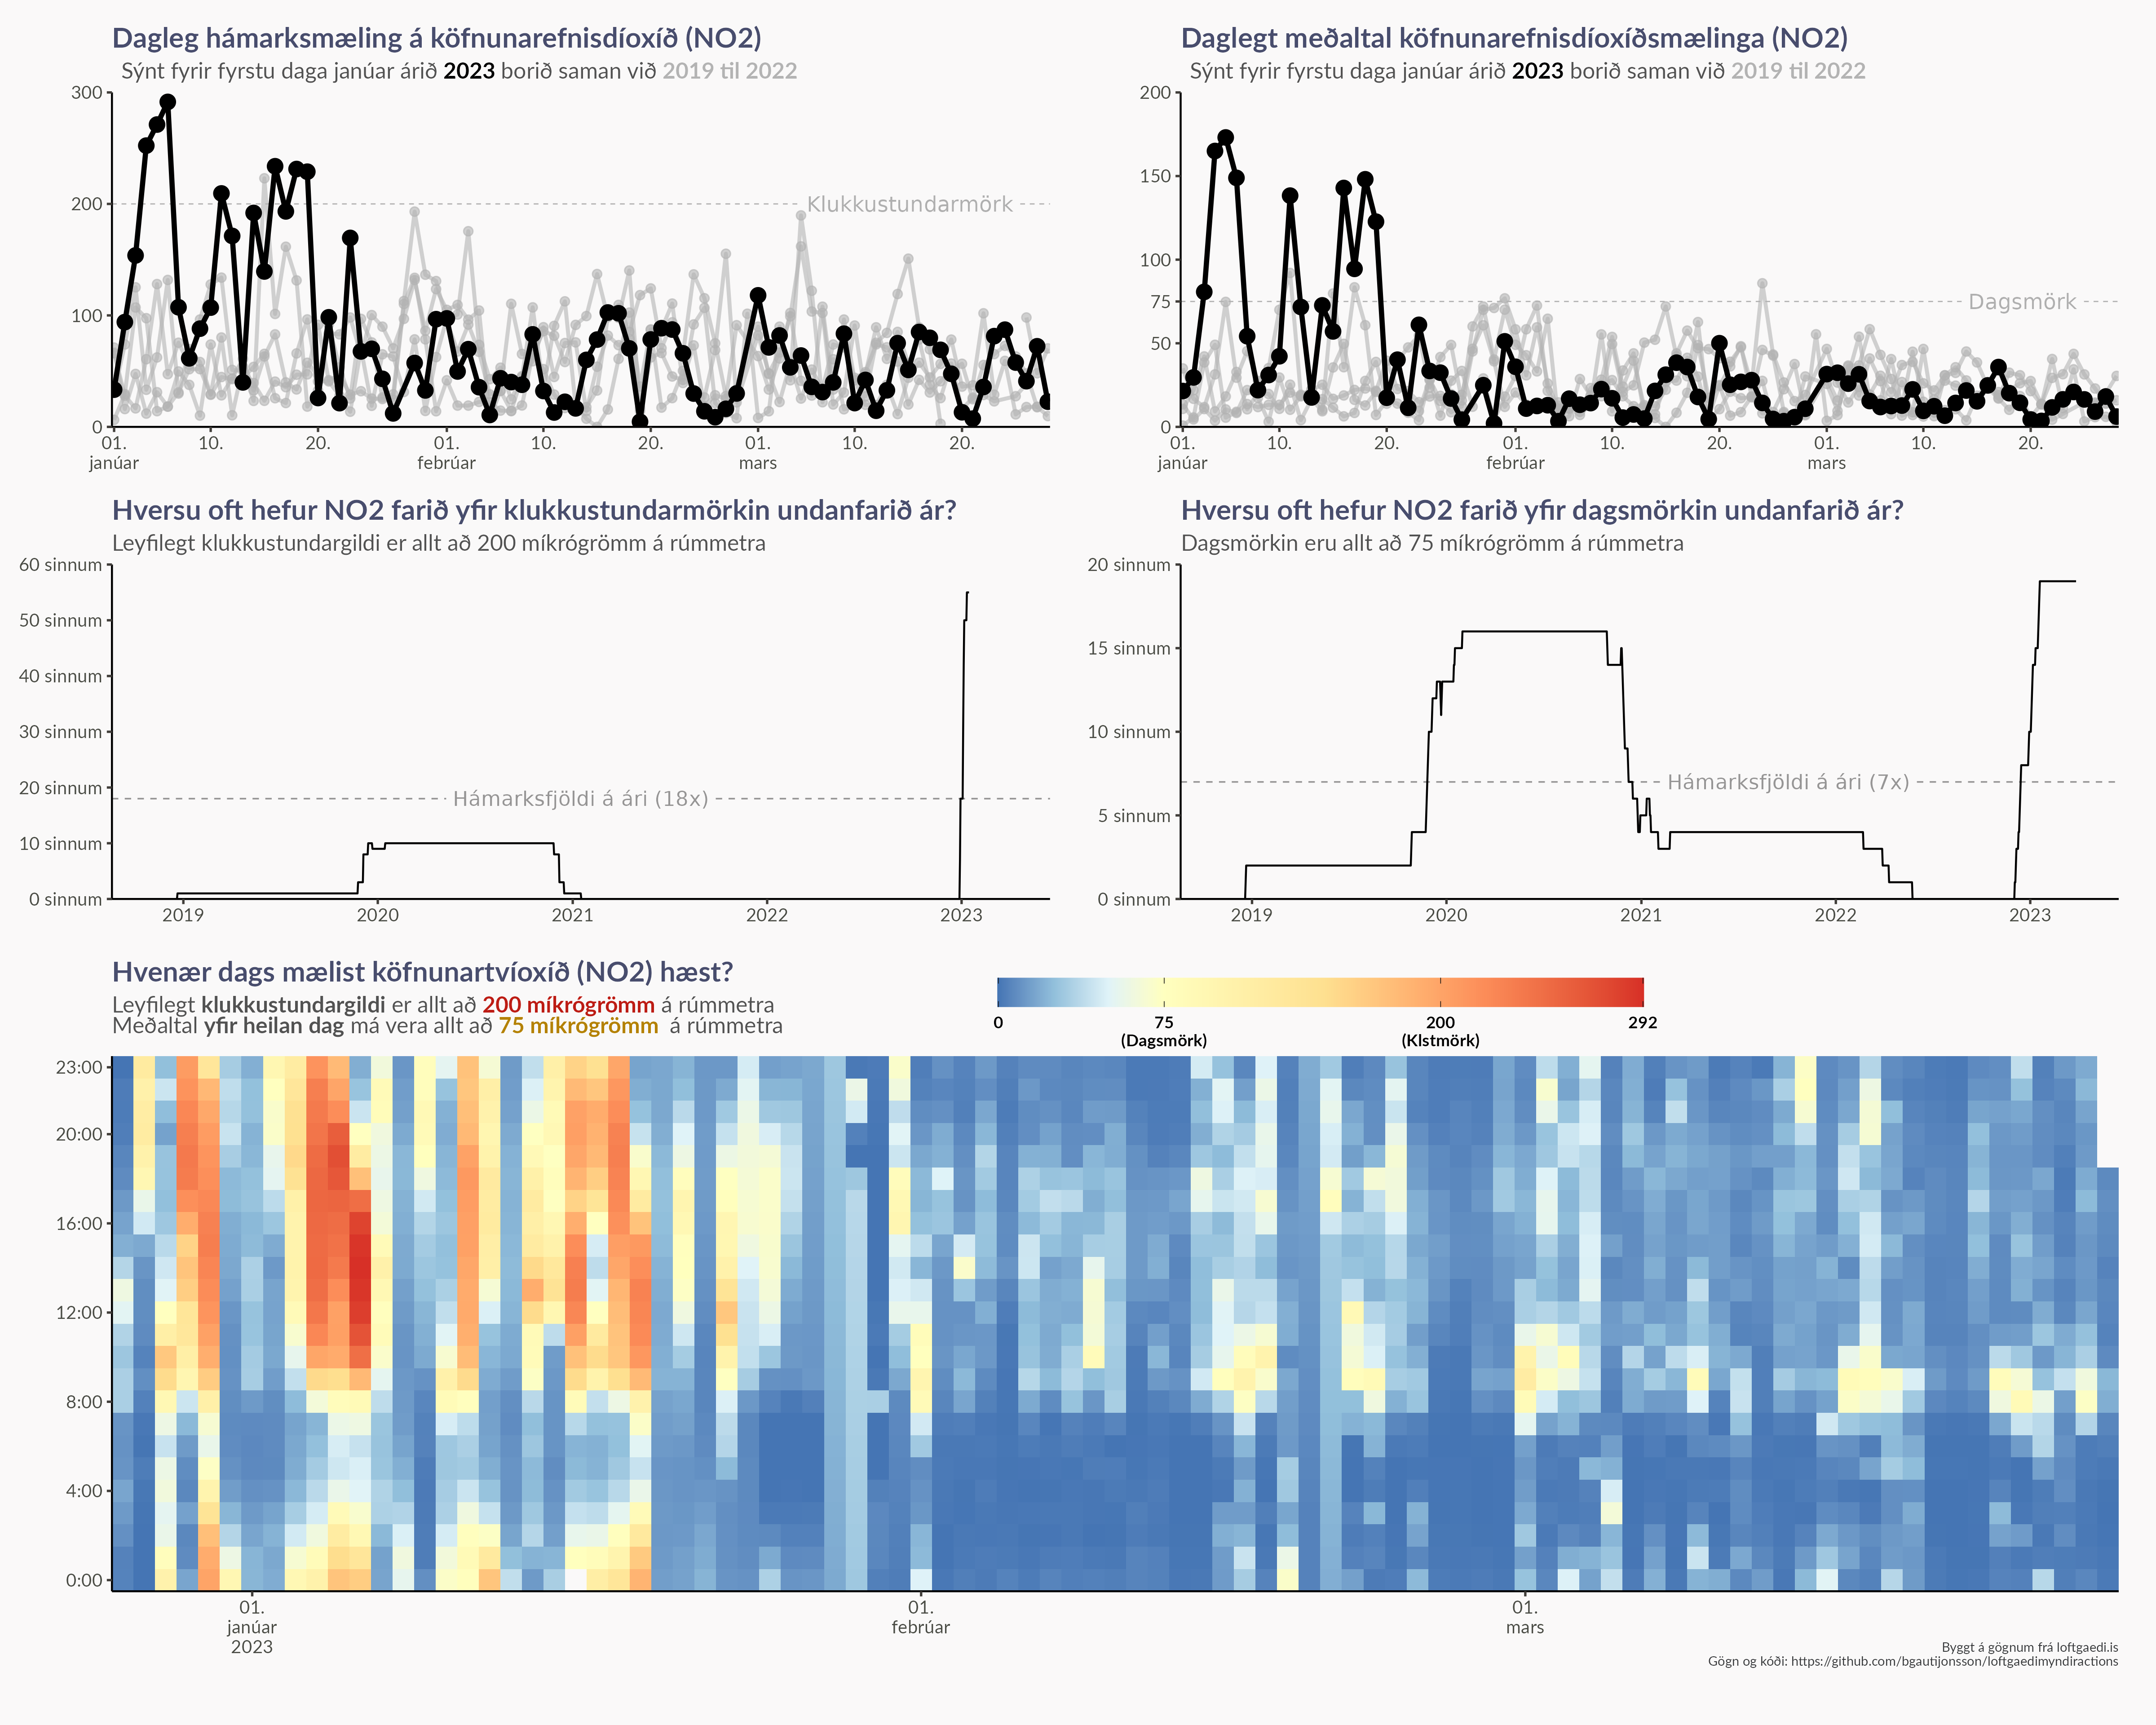 Dagleg hámarksmæling á köfnunarefnisdíoxíð (NO2)
Sýnt fyrir fyrstu daga janúar árið 2023 borið saman við 2019 til 2022
300
200
100
0
Klukkustundarmörk
01. 10. 20. 01. 10. 20. 01. 10. 20.
janúar febrúar mars
Daglegt meðaltal köfnunarefnisdíoxíðsmælinga (NO2)
Sýnt fyrir fyrstu daga janúar árið 2023 borið saman við 2019 til 2022
200
150
100
75
50
0
Dagsmörk
01. 10. 20. 01. 10. 20. 01. 10. 20.
janúar febrúar mars
Hversu oft hefur NO2 farið yfir klukkustundarmörkin undanfarið ár?
Leyfilegt klukkustundargildi er allt að 200 míkrógrömm á rúmmetra
60 sinnum
50 sinnum
40 sinnum
30 sinnum
20 sinnum
10 sinnum
0 sinnum
Hámarksfjöldi á ári (18x)
2019 2020 2021 2022 2023
Hversu oft hefur NO2 farið yfir dagsmörkin undanfarið ár?
Dagsmörkin eru allt að 75 míkrógrömm á rúmmetra
20 sinnum
15 sinnum
10 sinnum
5 sinnum
0 sinnum
Hámarksfjöldi á ári (7x)
2019 2020 2021 2022 2023
Hvenær dags mælist köfnunartvíoxíð (NO2) hæst?
Leyfilegt klukkustundargildi er allt að 200 míkrógrömm á rúmmetra
Meðaltal yfir heilan dag má vera allt að 75 míkrógrömm á rúmmetra
0 75 200 292
(Dagsmörk) (Klstmörk)
23:00
20:00
16:00
12:00
8:00
4:00
0:00
01. 01. 01.
janúar febrúar mars
2023
Byggt á gögnum frá loftgaedi.is
Gögn og kóði: https://github.com/bgautijonsson/loftgaedimyndiractions